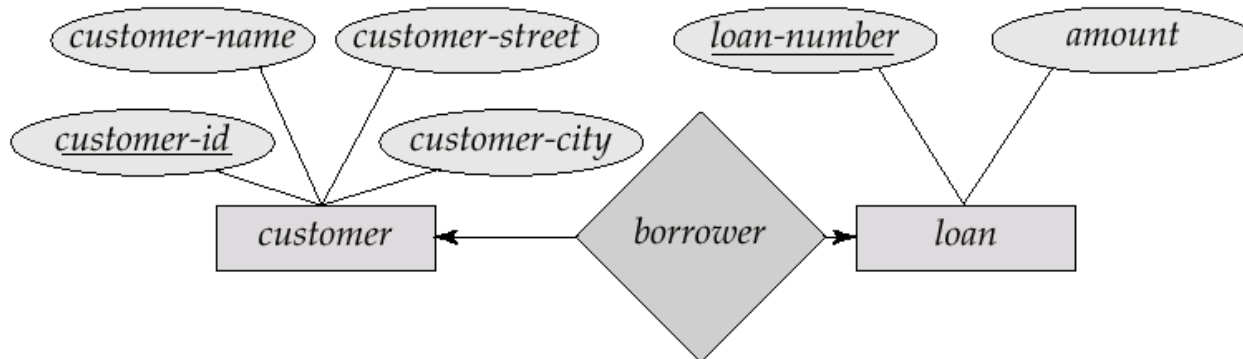 customer-name
customer-street
loan-number
amount
customer-id
customer-city
customer
borrower
loan